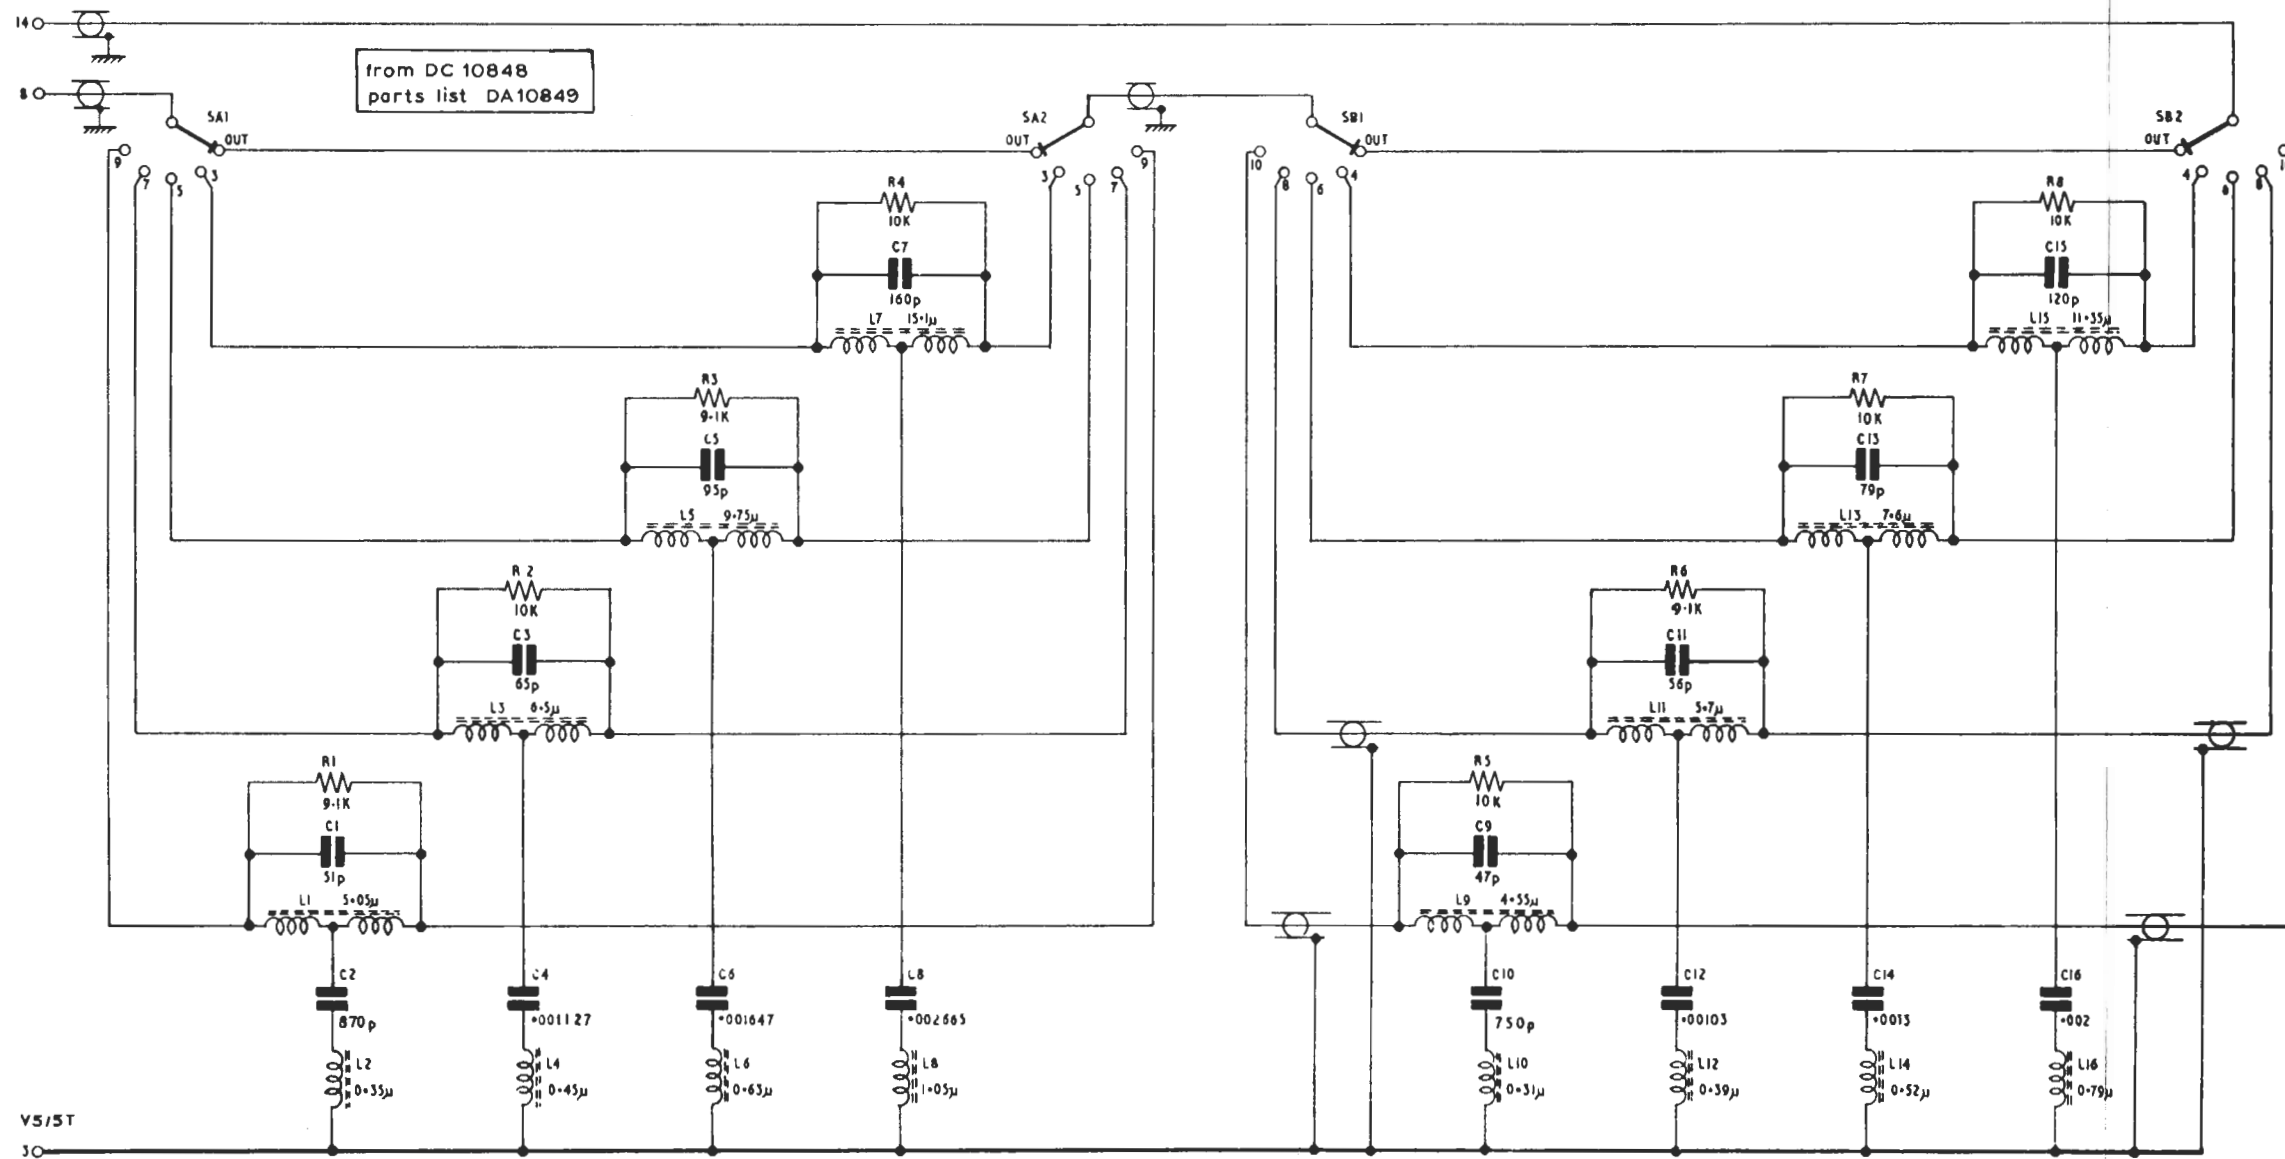 14
from DC 10848
parts list DA10849
8
SA1
OUT
SA2
OUT
SB1
OUT
SB2
OUT
9
7
5
3
3
5
7
9
10
8
6
4
4
6
8
1
R4
10K
C7
160p
L7 15·1µ
R8
10K
C15
120p
L15 11·35µ
R3
9·1K
C5
95p
L5 9·75µ
R7
10K
C13
79p
L13 7·6µ
R2
10K
C3
65p
L3 6·5µ
R6
9·1K
C11
56p
L11 5·7µ
R1
9·1K
C1
51p
L1 5·05µ
R5
10K
C9
47p
L9 4·55µ
C2
870p
C4
·001127
C6
·001647
C8
·002665
C10
750p
C12
·00103
C14
·0013
C16
·002
L2
0·35µ
L4
0·45µ
L6
0·63µ
L8
1·05µ
L10
0·31µ
L12
0·39µ
L14
0·52µ
L16
0·79µ
V5/5T
3